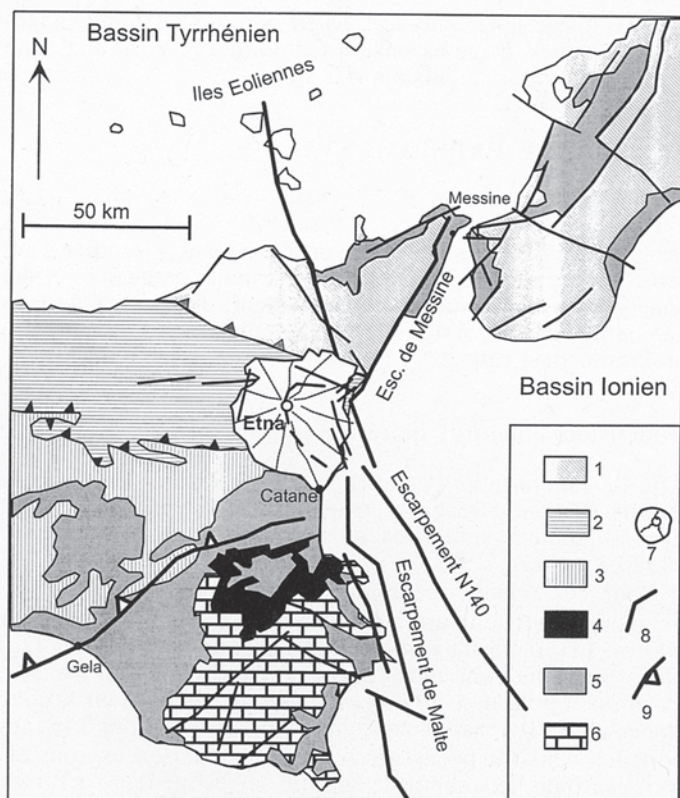 Bassin Tyrrhénien
N
Iles Eoliennes
50 km
Messine
Esc. de Messine
Bassin Ionien
Etna
Catane
Escarpement N140
Escarpement de Malte
Gela
1
2
3
4
5
6
7
8
9